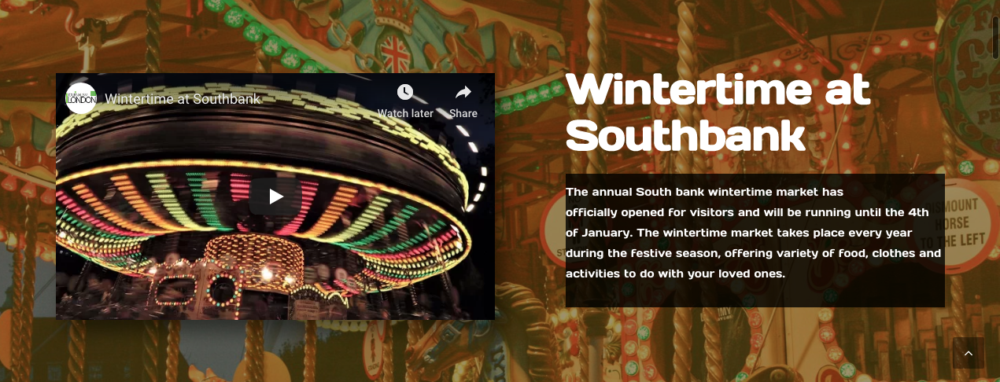 LONDON
Wintertime at Southbank
Watch later
Share
Wintertime at
Southbank
The annual South bank wintertime market has
officially opened for visitors and will be running until the 4th
of January. The wintertime market takes place every year
during the festive season, offering variety of food, clothes and
activities to do with your loved ones.
DISMOUNT
HORSE
TO THE LEFT